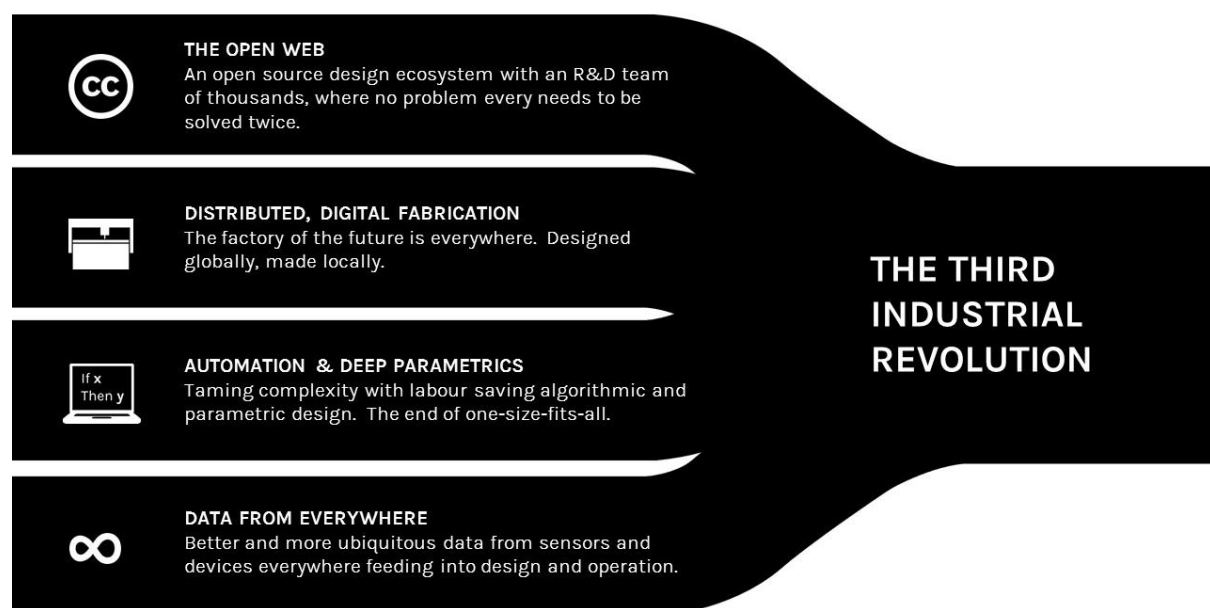 cc
THE OPEN WEB
An open source design ecosystem with an R&D team
of thousands, where no problem every needs to be
solved twice.
DISTRIBUTED, DIGITAL FABRICATION
The factory of the future is everywhere. Designed
globally, made locally.
If x
Then y
AUTOMATION & DEEP PARAMETRICS
Taming complexity with labour saving algorithmic and
parametric design. The end of one-size-fits-all.
DATA FROM EVERYWHERE
Better and more ubiquitous data from sensors and
devices everywhere feeding into design and operation.
THE THIRD
INDUSTRIAL
REVOLUTION